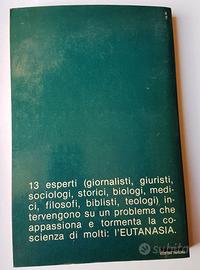 13 esperti (giornalisti, giuristi,
sociologi, storici, biologi, medi-
ci, filosofi, biblisti, teologi) in-
tervengono su un problema che
appassiona e tormenta la co-
scienza di molti: l'EUTANASIA.
subito